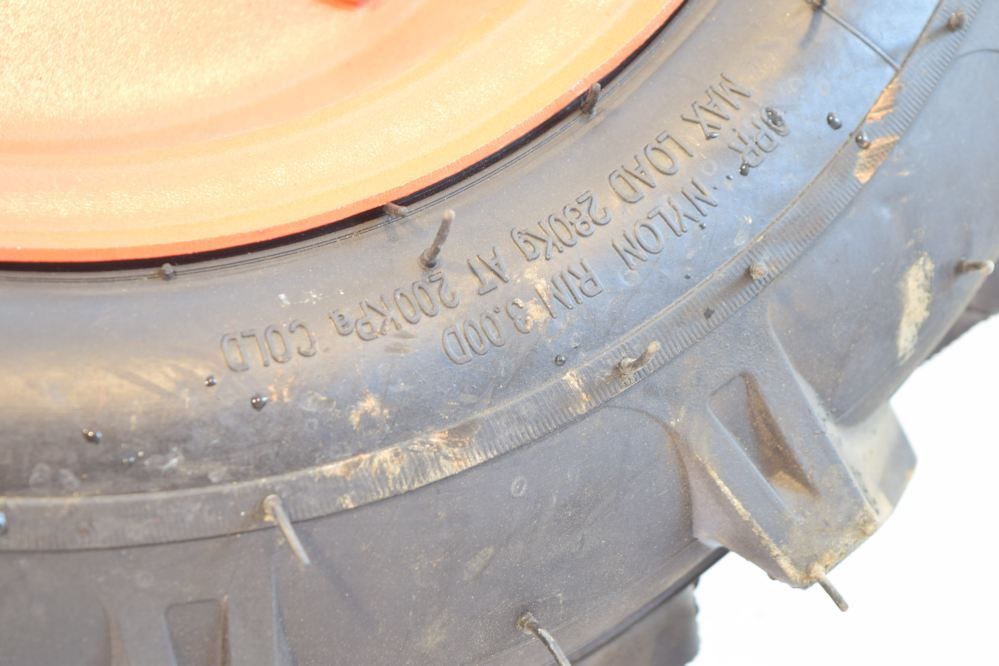 NYLON RIM 3.00D
MAX LOAD 280Kg AT 200KPa COLD